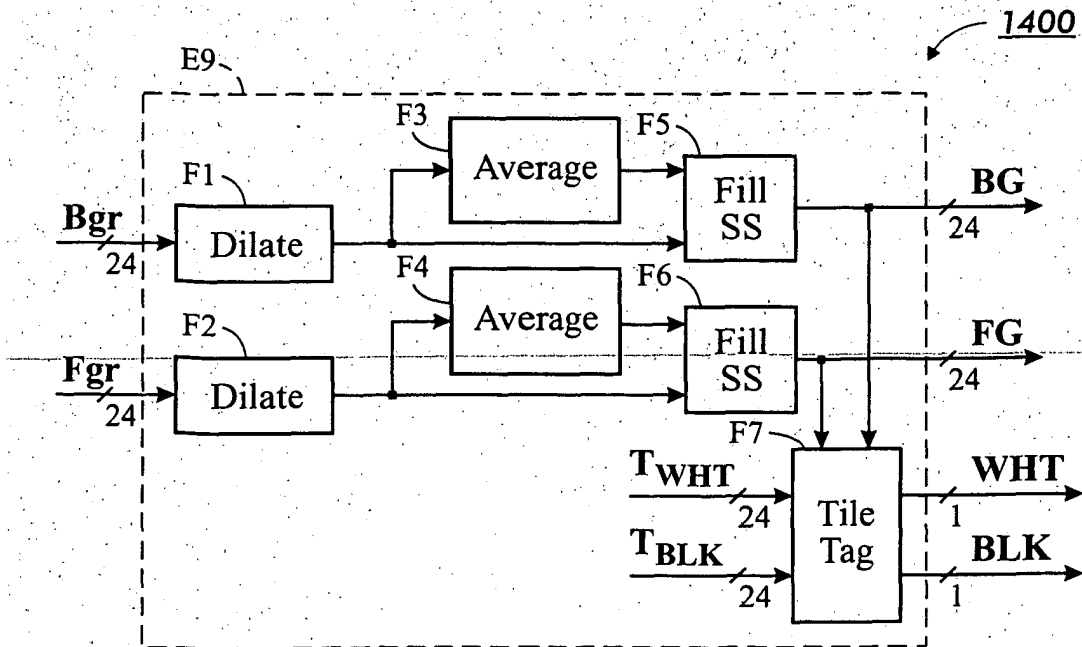 1400
E9
F3
Average
F5
Fill
SS
F1
Dilate
Bgr
24
BG
24
F4
Average
F6
Fill
SS
F2
Dilate
Fgr
24
FG
24
F7
Tile
Tag
TWHT
24
WHT
1
TBLK
24
BLK
1